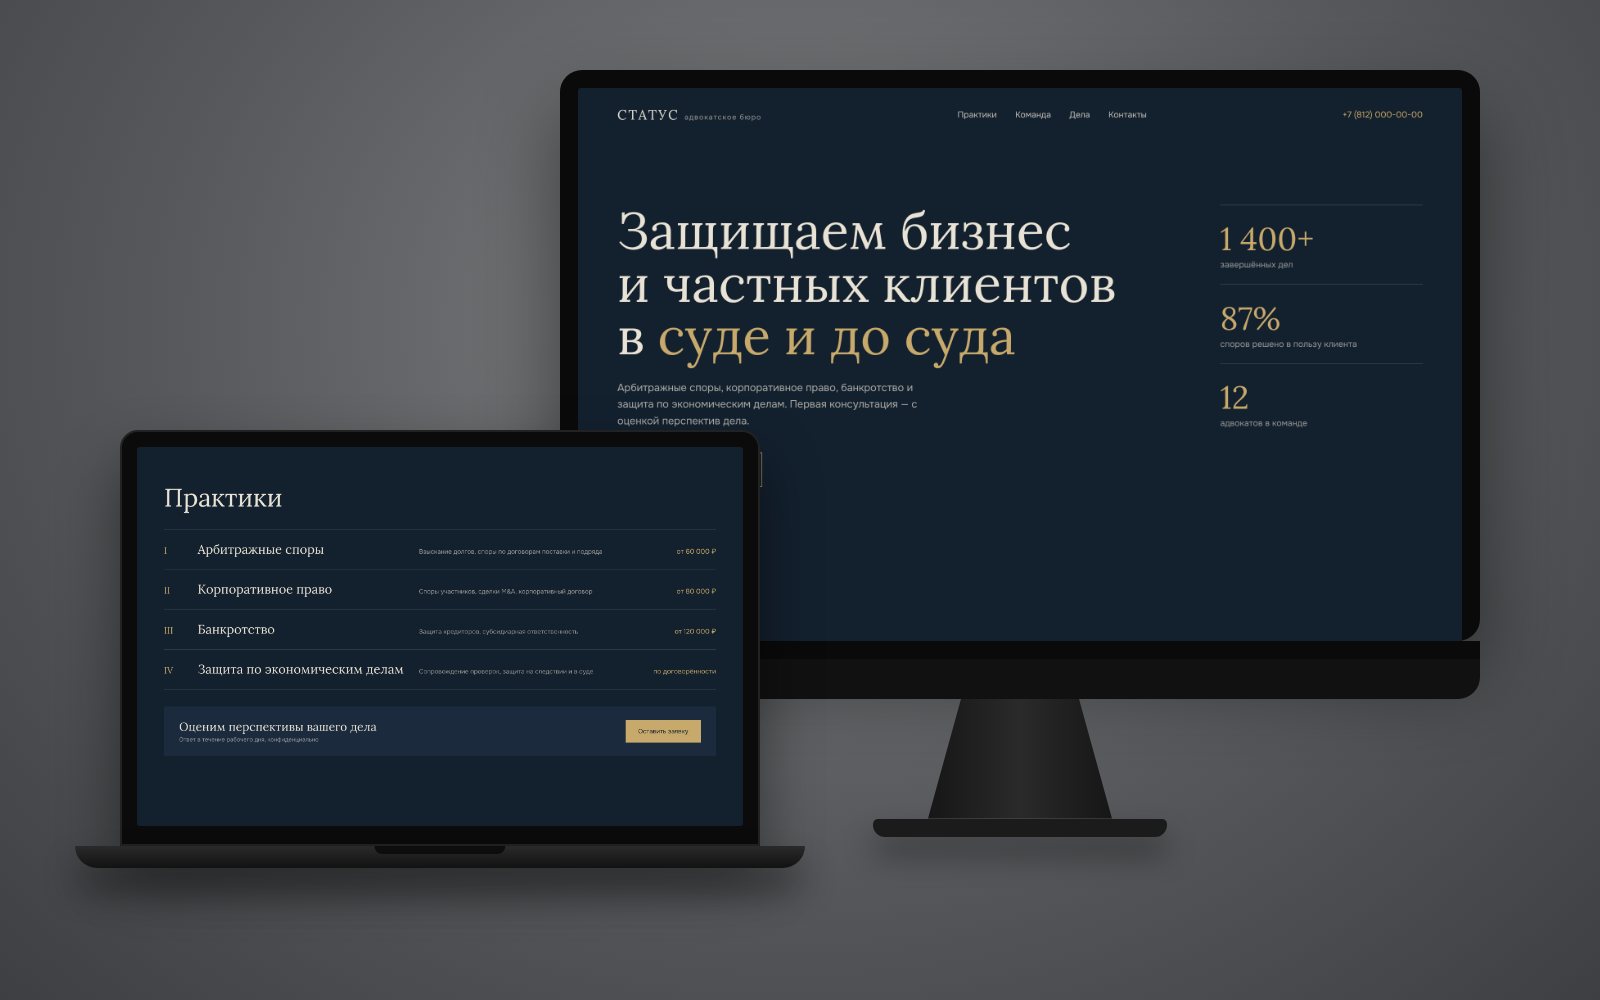 СТАТУС адвокатское бюро
Практики Команда Дела Контакты
+7 (812) 000-00-00
Защищаем бизнес
и частных клиентов
в суде и до суда
Арбитражные споры, корпоративное право, банкротство и
защита по экономическим делам. Первая консультация — с
оценкой перспектив дела.
1 400+
завершённых дел
87%
споров решено в пользу клиента
12
адвокатов в команде
Практики
I Арбитражные споры Взыскание долгов, споры по договорам поставки и подряда от 60 000 ₽
II Корпоративное право Споры участников, сделки M&A, корпоративный договор от 80 000 ₽
III Банкротство Защита кредиторов, субсидиарная ответственность от 120 000 ₽
IV Защита по экономическим делам Сопровождение проверок, защита на следствии и в суде по договорённости
Оценим перспективы вашего дела
Ответ в течение рабочего дня, конфиденциально
Оставить заявку